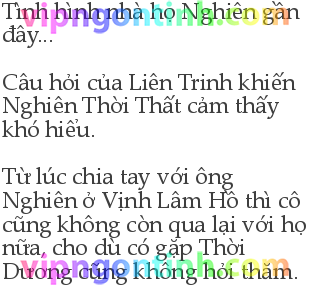 Tình hình nhà họ Nghiên gần
đây...
Câu hỏi của Liên Trinh khiến
Nghiên Thời Thất cảm thấy
khó hiểu.
Từ lúc chia tay với ông
Nghiên ở Vịnh Lâm Hồ thì cô
cũng không còn qua lại với họ
nữa, cho dù có gặp Thời
Dương cũng không hỏi thăm.
vipngontinh.com
vipngontinh.com